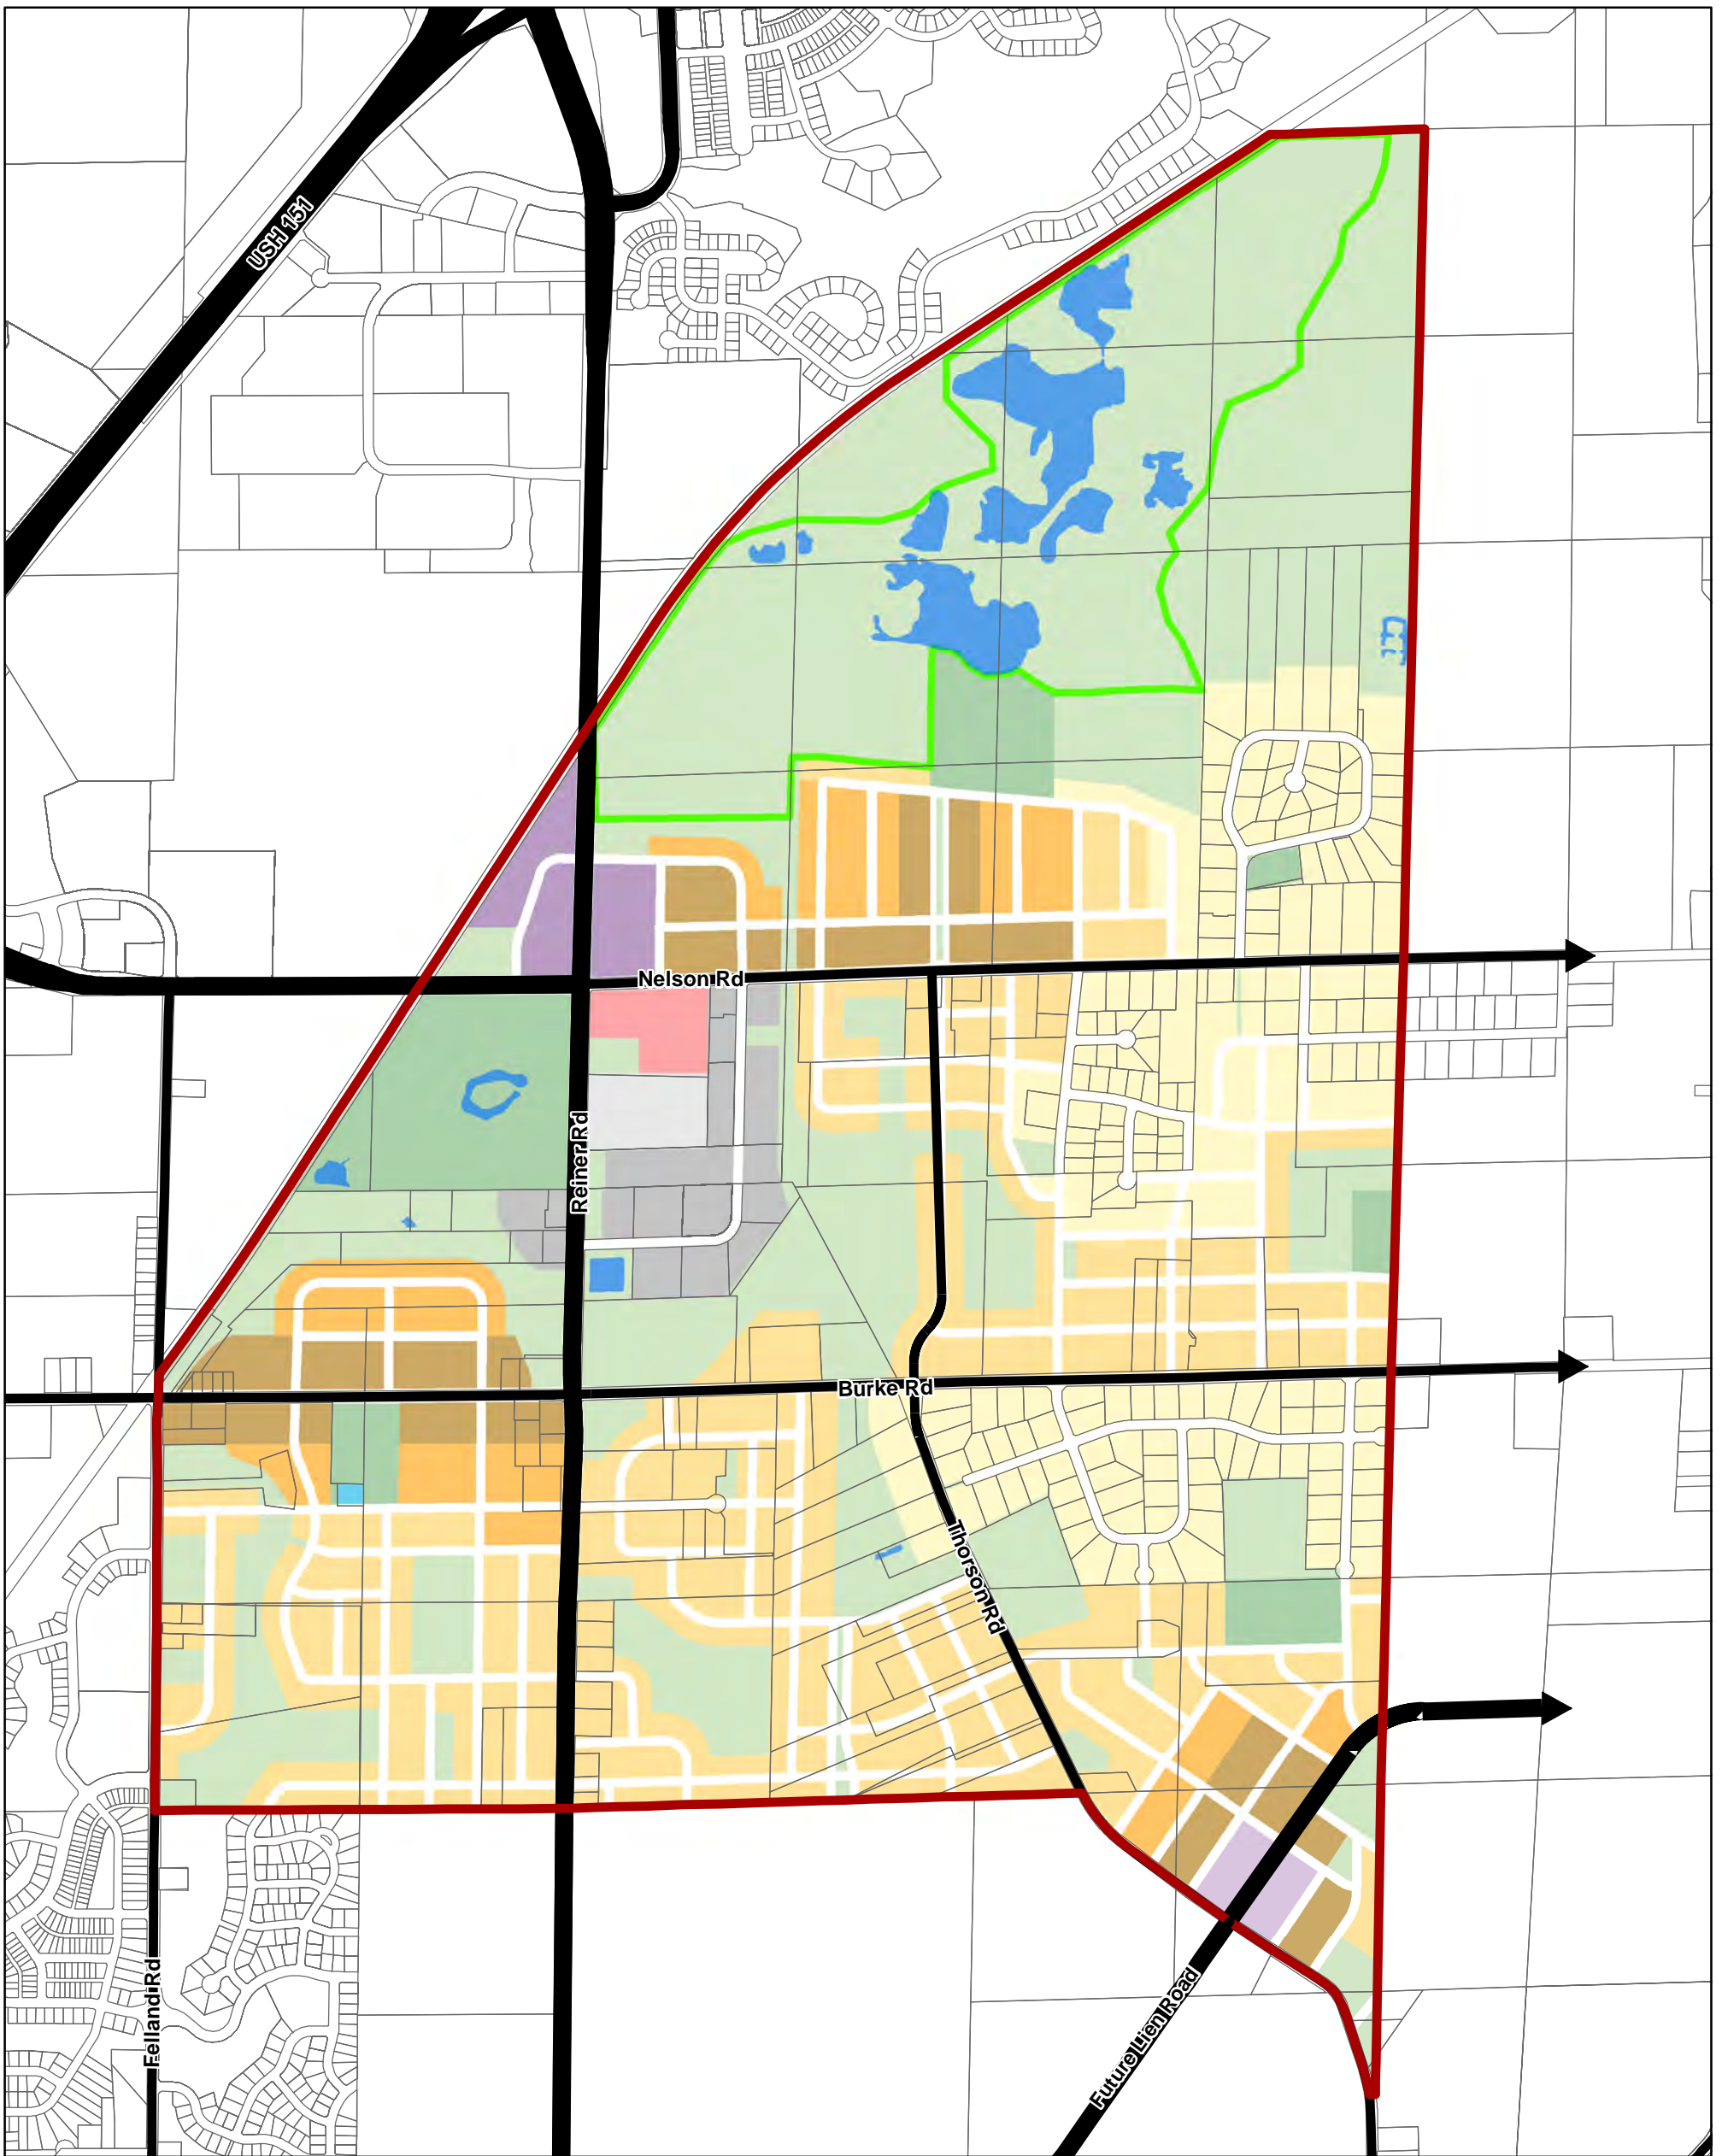 USH 151
Nelson Rd
Reiner Rd
Burke Rd
Thorson Rd
Felland Rd
Future Lien Road